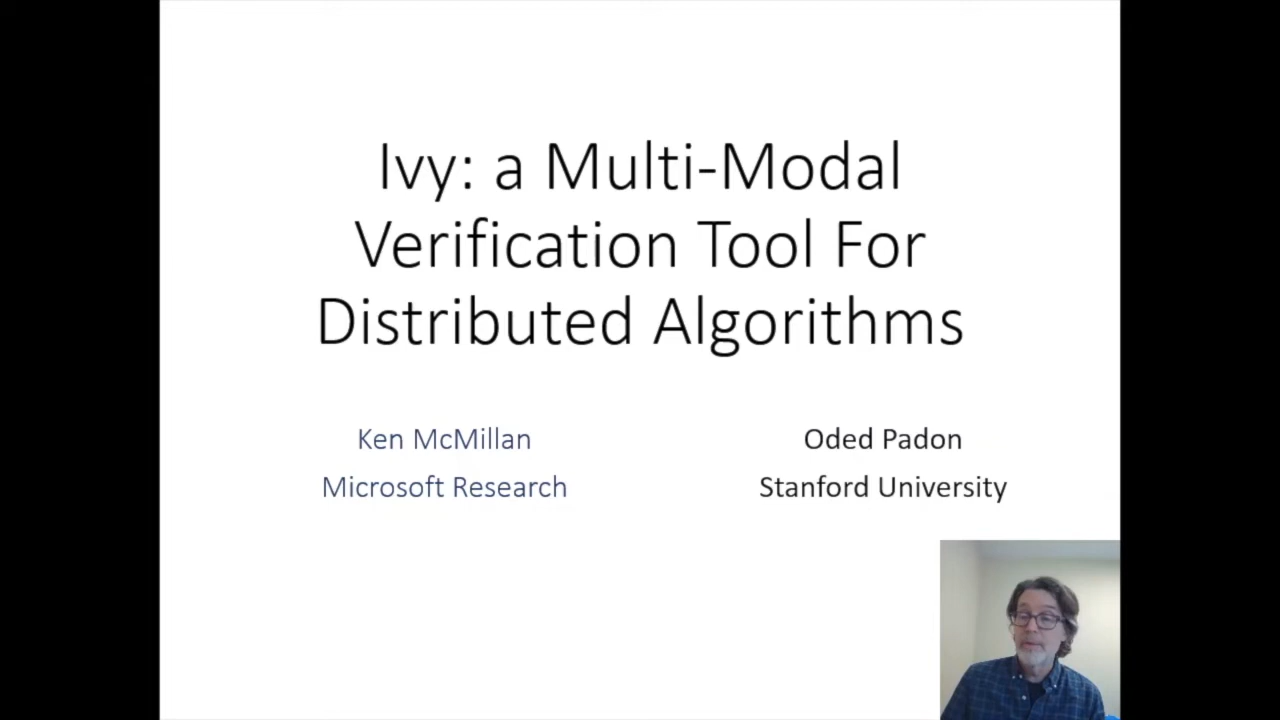 Ivy: a Multi-Modal
Verification Tool For
Distributed Algorithms
Ken McMillan
Microsoft Research
Oded Padon
Stanford University